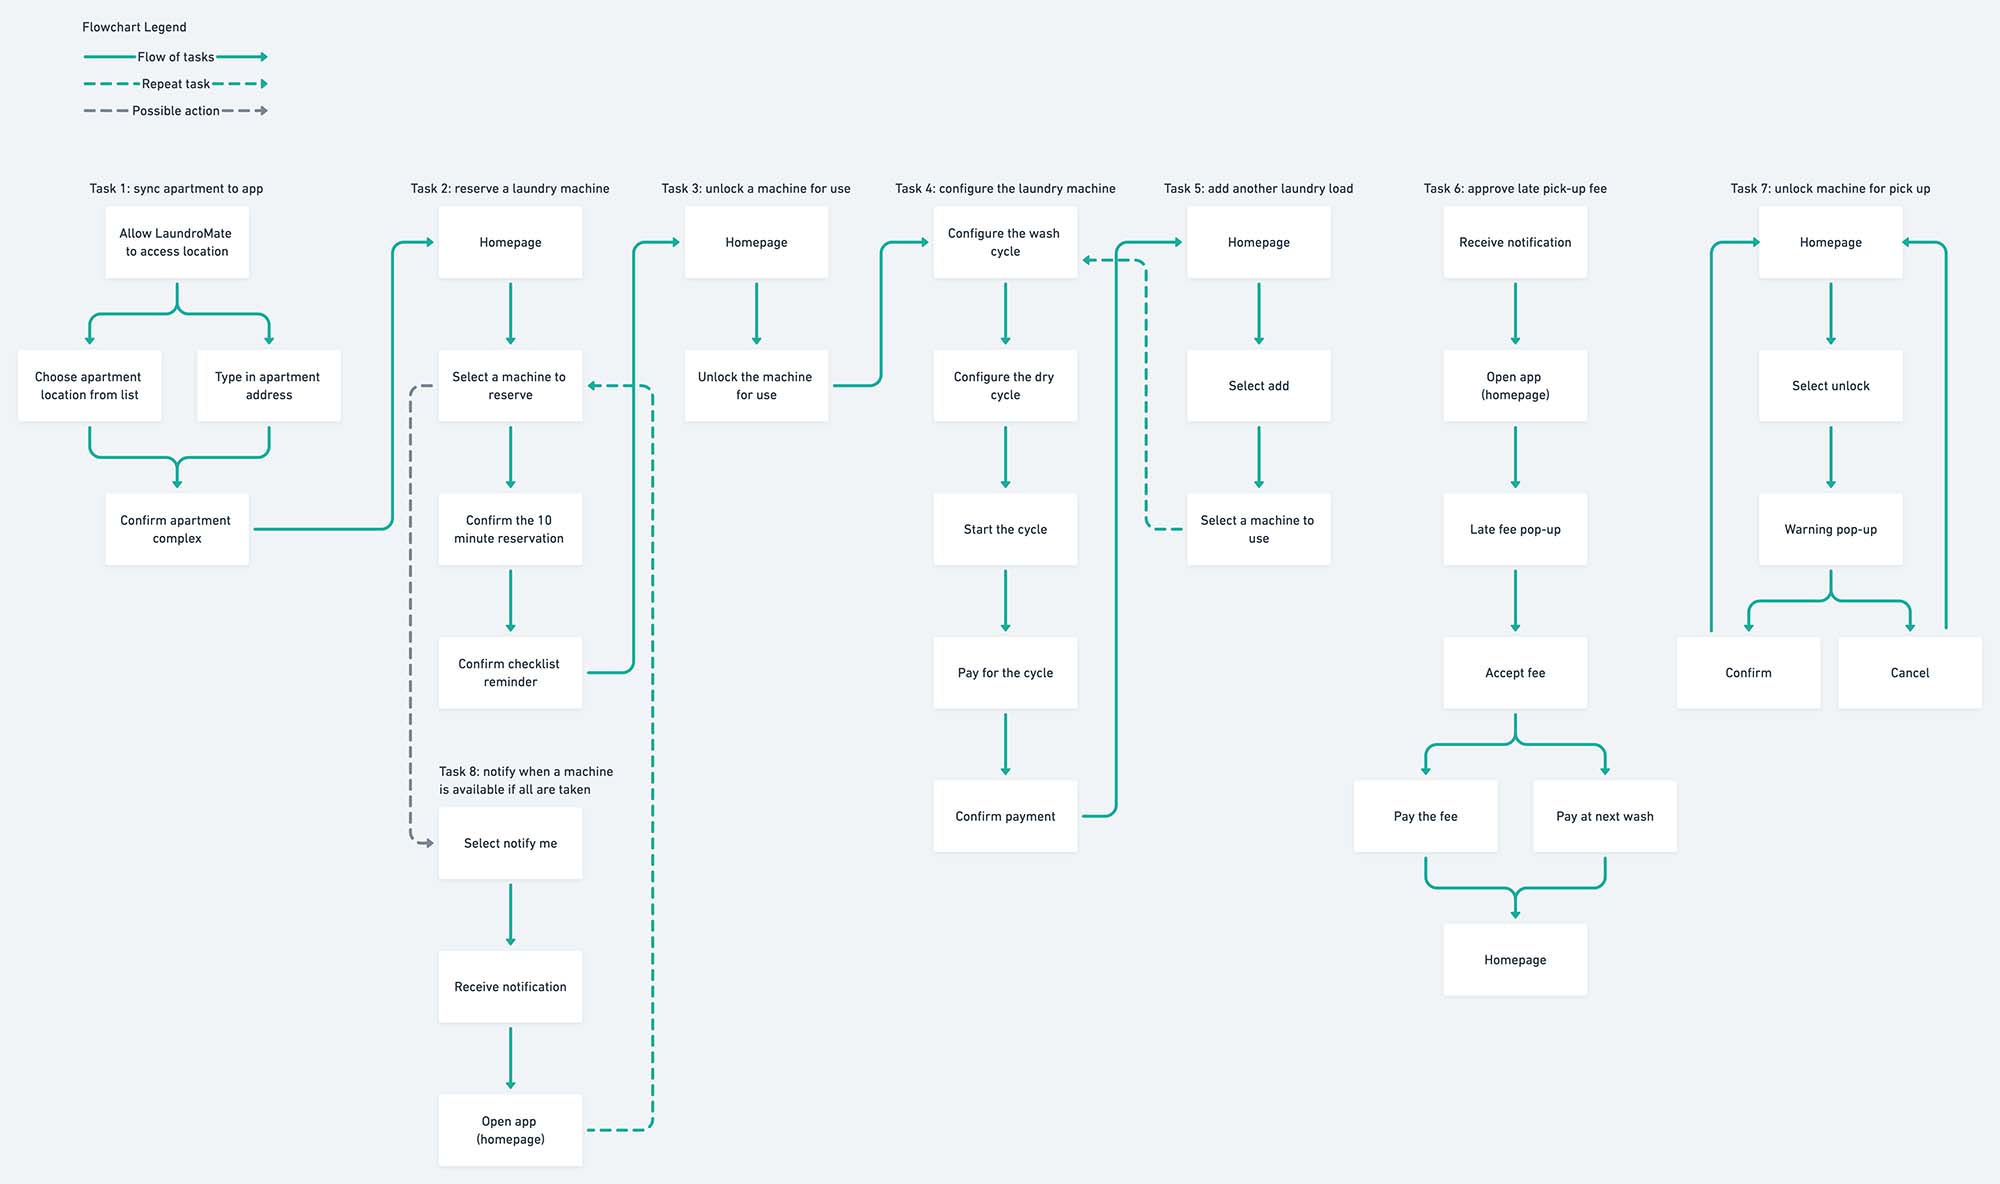 Flowchart Legend
Flow of tasks
Repeat task
Possible action
Task 1: sync apartment to app
Allow LaundroMate
to access location
Choose apartment
location from list
Type in apartment
address
Confirm apartment
complex
Task 2: reserve a laundry machine
Homepage
Select a machine to
reserve
Confirm the 10
minute reservation
Confirm checklist
reminder
Task 8: notify when a machine
is available if all are taken
Select notify me
Receive notification
Open app
(homepage)
Task 3: unlock a machine for use
Homepage
Unlock the machine
for use
Task 4: configure the laundry machine
Configure the wash
cycle
Configure the dry
cycle
Start the cycle
Pay for the cycle
Confirm payment
Task 5: add another laundry load
Homepage
Select add
Select a machine to
use
Task 6: approve late pick-up fee
Receive notification
Open app
(homepage)
Late fee pop-up
Accept fee
Pay the fee
Pay at next wash
Homepage
Task 7: unlock machine for pick up
Homepage
Select unlock
Warning pop-up
Confirm
Cancel